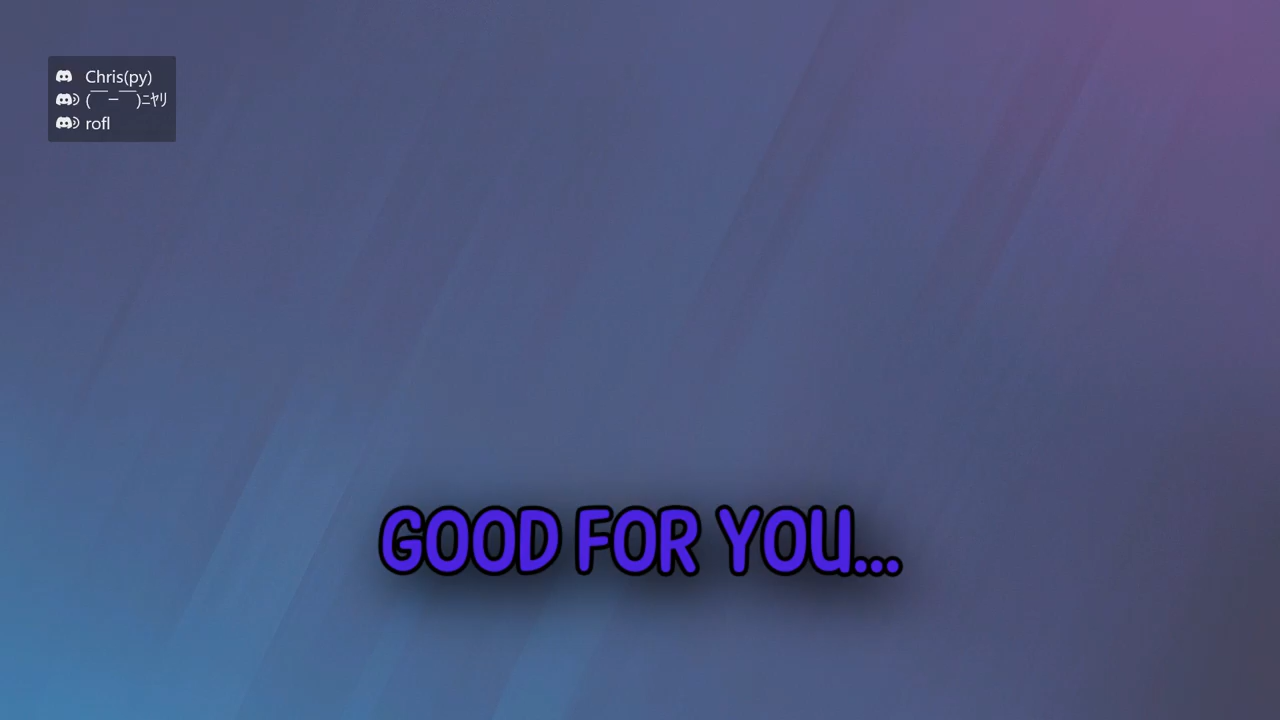 Chris(py)
(￣ー￣)ﾆﾔﾘ
rofl
GOOD FOR YOU...